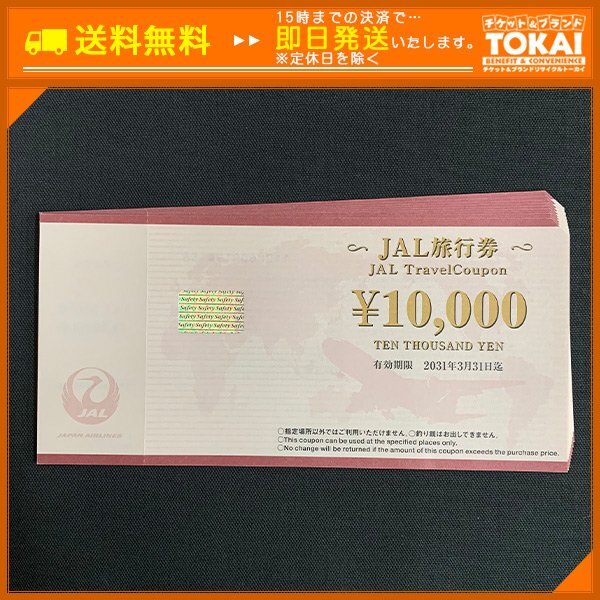 送料無料
15時までの決済で…
即日発送いたします。
※定休日を除く
チケット&ブランド
TOKAI
BENEFIT & CONVENIENCE
チケット&ブランドリサイクルトーカイ
JAL旅行券
JAL TravelCoupon
¥10,000
TEN THOUSAND YEN
有効期限 2031年3月31日迄
Safety Safety Safety Safe
JAL
JAPAN AIRLINES
○指定場所以外ではご利用いただけません。○釣り銭はお出しできません。
○This coupon can be used at the specified places only.
○No change will be returned if the amount of this coupon exceeds the purchase price.